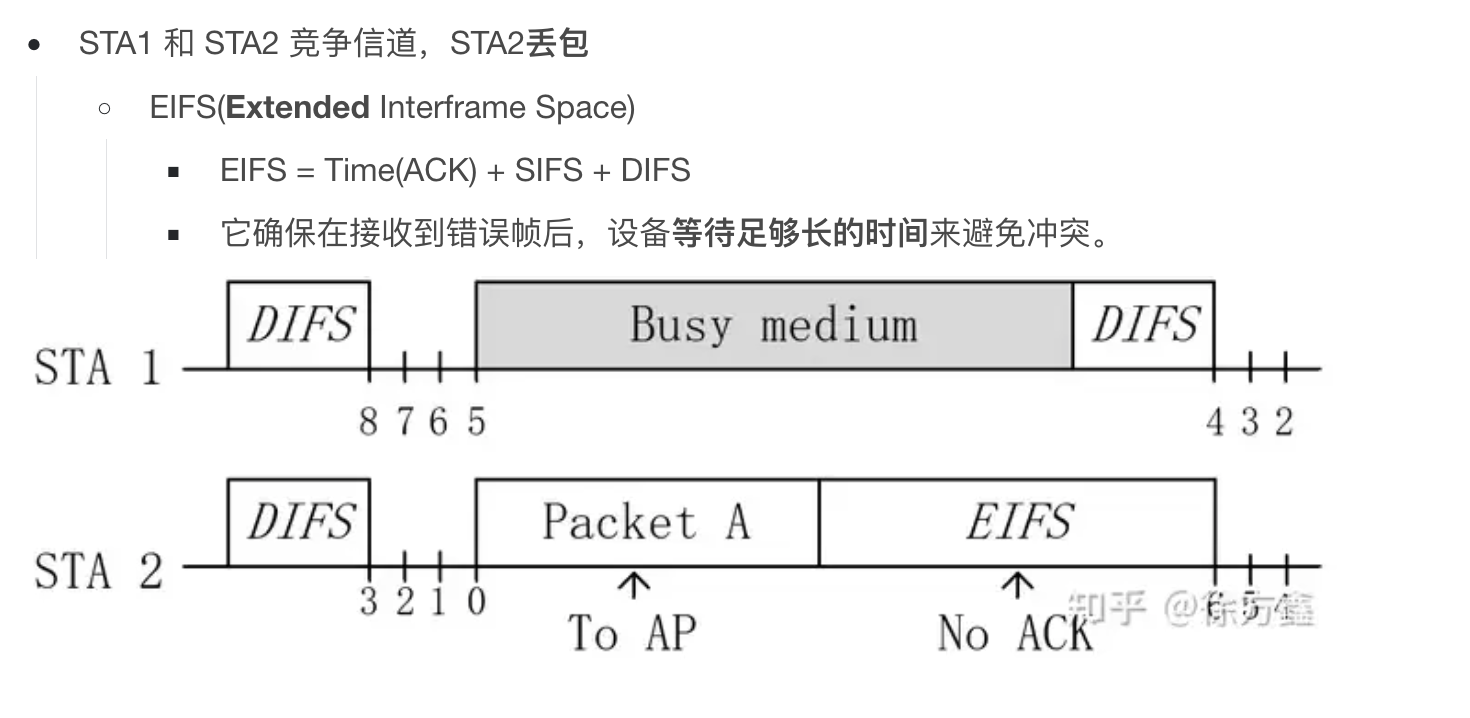 STA1 和 STA2 竞争信道，STA2丢包
EIFS(Extended Interframe Space)
EIFS = Time(ACK) + SIFS + DIFS
它确保在接收到错误帧后，设备等待足够长的时间来避免冲突。
DIFS Busy medium DIFS
STA 1
8 7 6 5 4 3 2
DIFS Packet A EIFS
STA 2
3 2 1 0 6 5 4
To AP No ACK
知乎 @徐方鑫